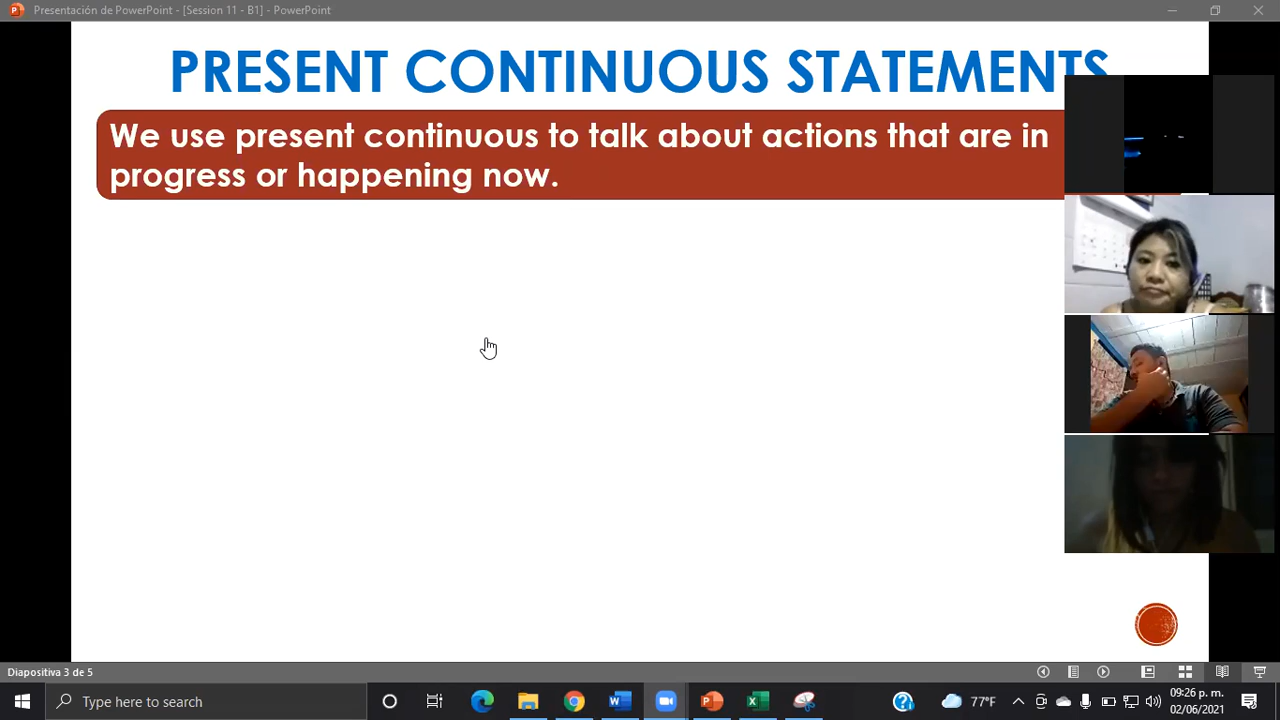 Presentación de PowerPoint - [Session 11 - B1] - PowerPoint
PRESENT CONTINUOUS STATEMENTS
We use present continuous to talk about actions that are in
progress or happening now.
Diapositiva 3 de 5
Type here to search
77°F
09:26 p. m.
02/06/2021